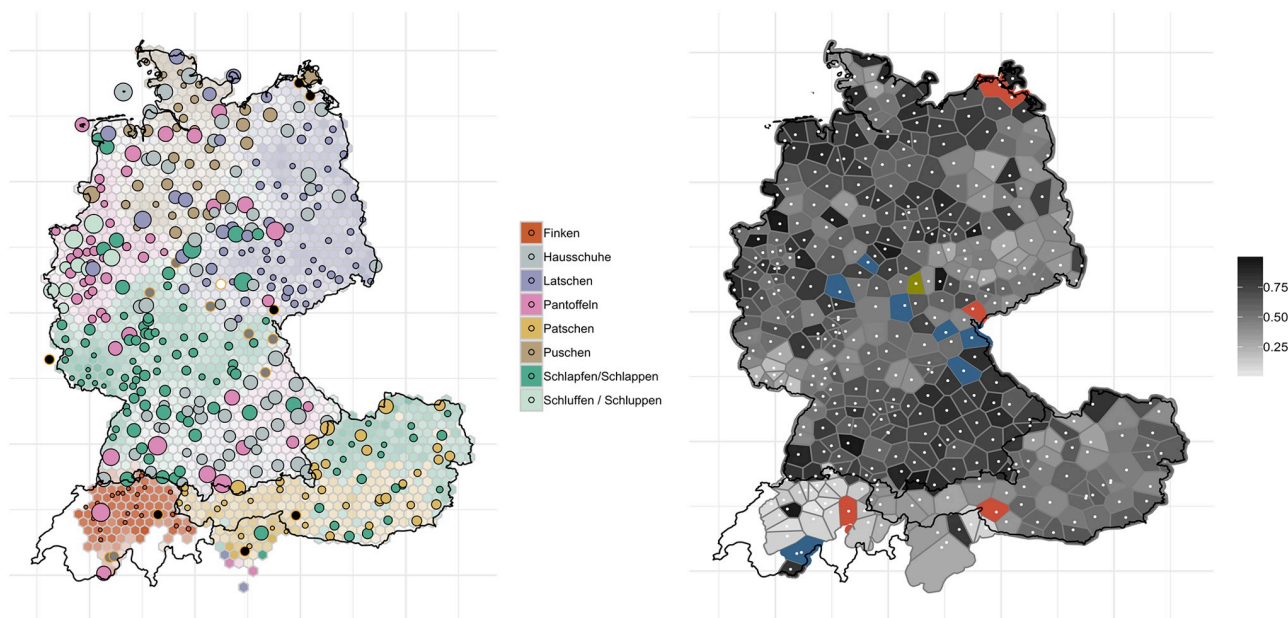 Finken
Hausschuhe
Latschen
Pantoffeln
Patschen
Puschen
Schlapfen/Schlappen
Schluffen / Schluppen
0.75
0.50
0.25